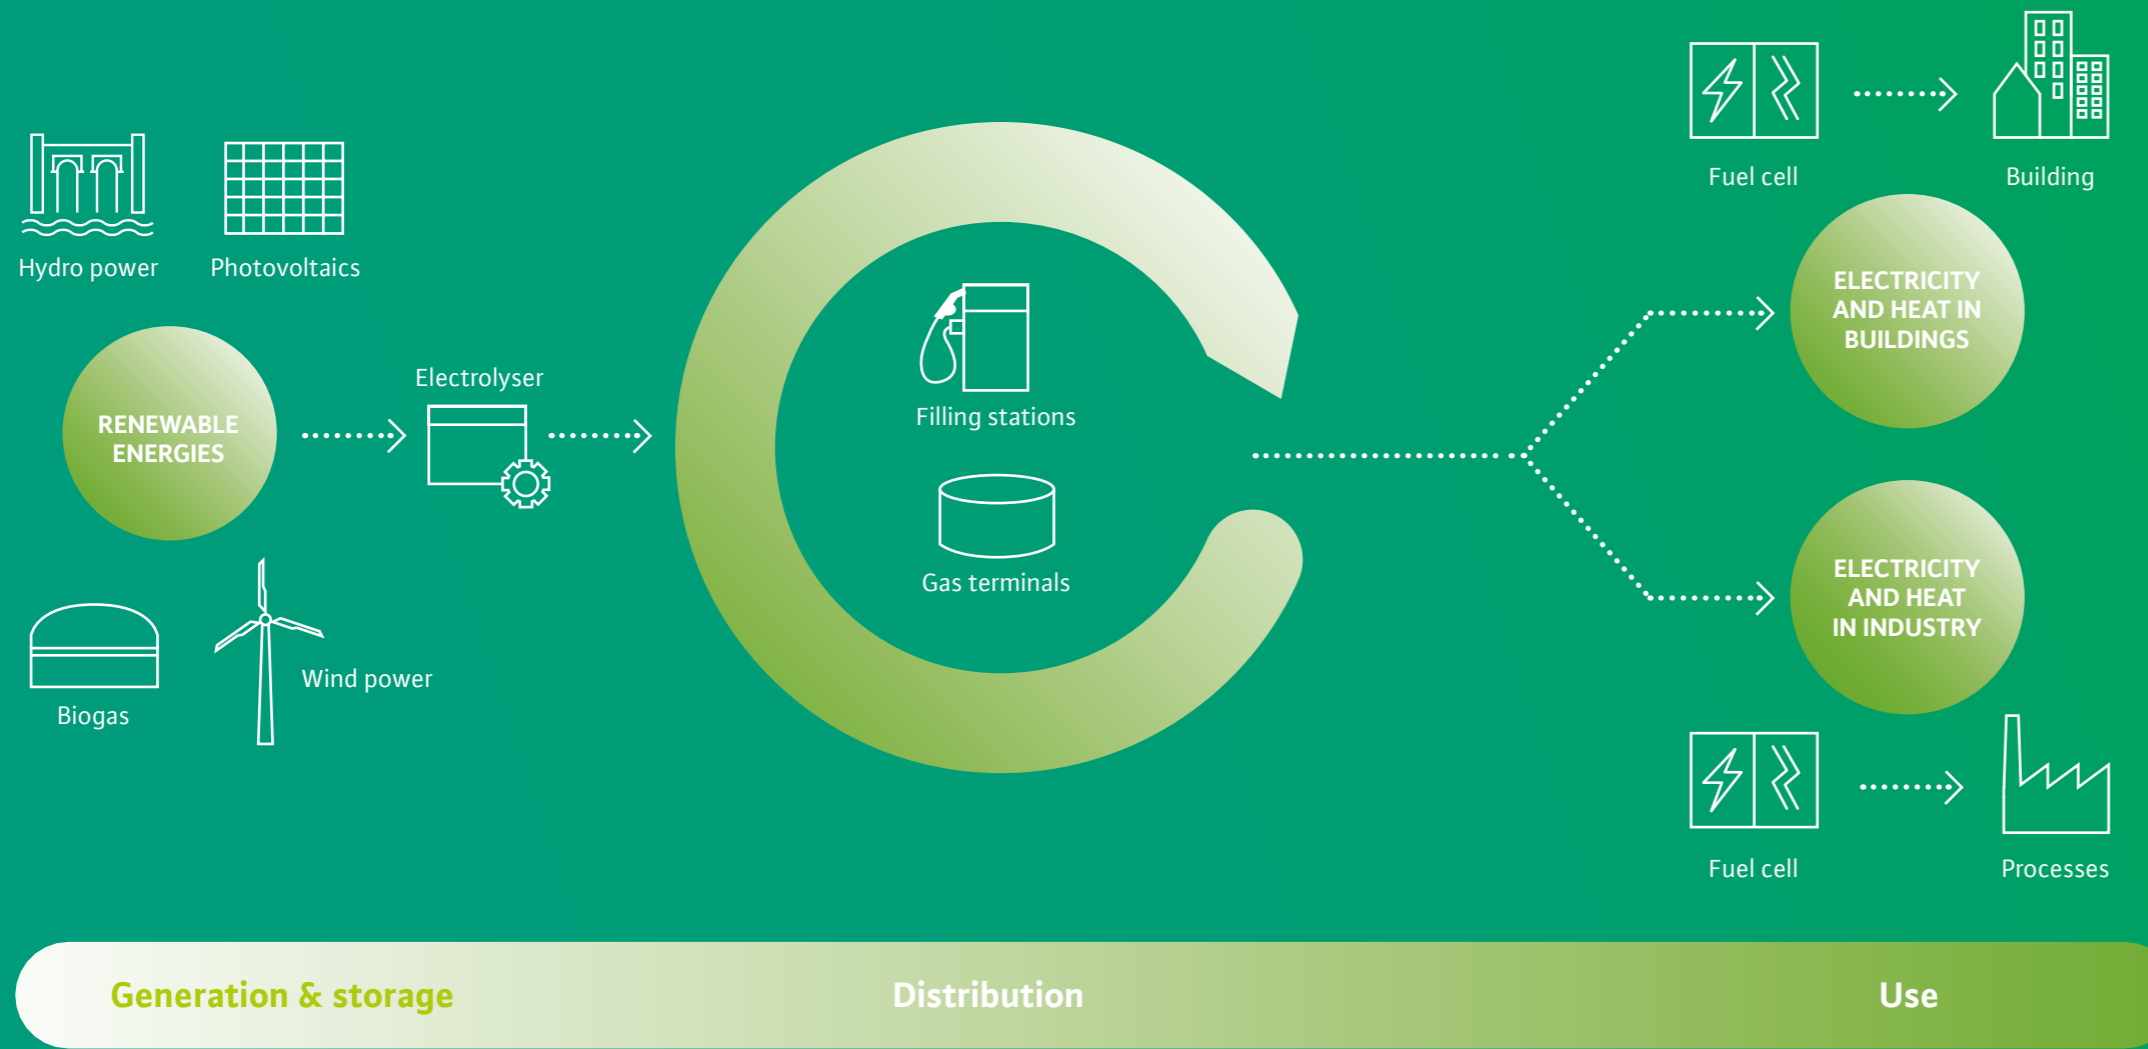 Hydro power
Photovoltaics
RENEWABLE
ENERGIES
Biogas
Wind power
Electrolyser
Filling stations
Gas terminals
Fuel cell
Building
ELECTRICITY
AND HEAT IN
BUILDINGS
ELECTRICITY
AND HEAT
IN INDUSTRY
Fuel cell
Processes
Generation & storage
Distribution
Use